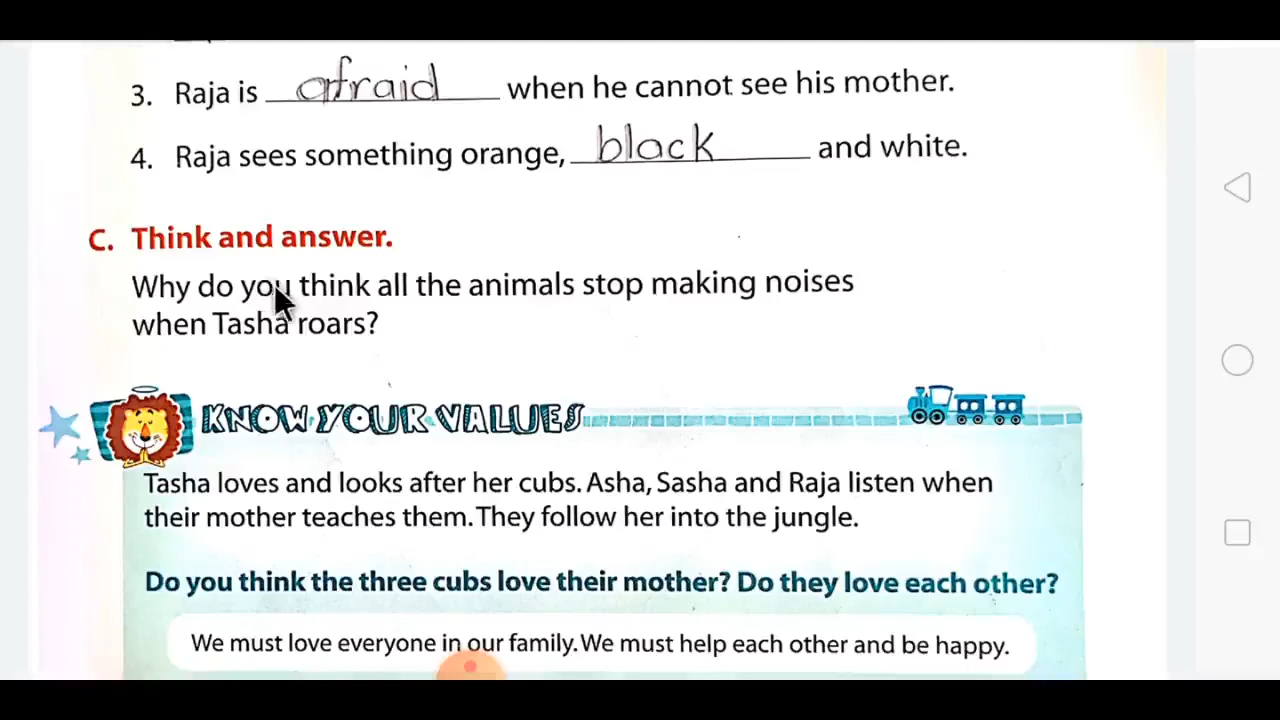 3. Raja is afraid when he cannot see his mother.
4. Raja sees something orange, black and white.
C. Think and answer.
Why do you think all the animals stop making noises
when Tasha roars?
KNOW YOUR VALUES
Tasha loves and looks after her cubs. Asha, Sasha and Raja listen when
their mother teaches them. They follow her into the jungle.
Do you think the three cubs love their mother? Do they love each other?
We must love everyone in our family. We must help each other and be happy.